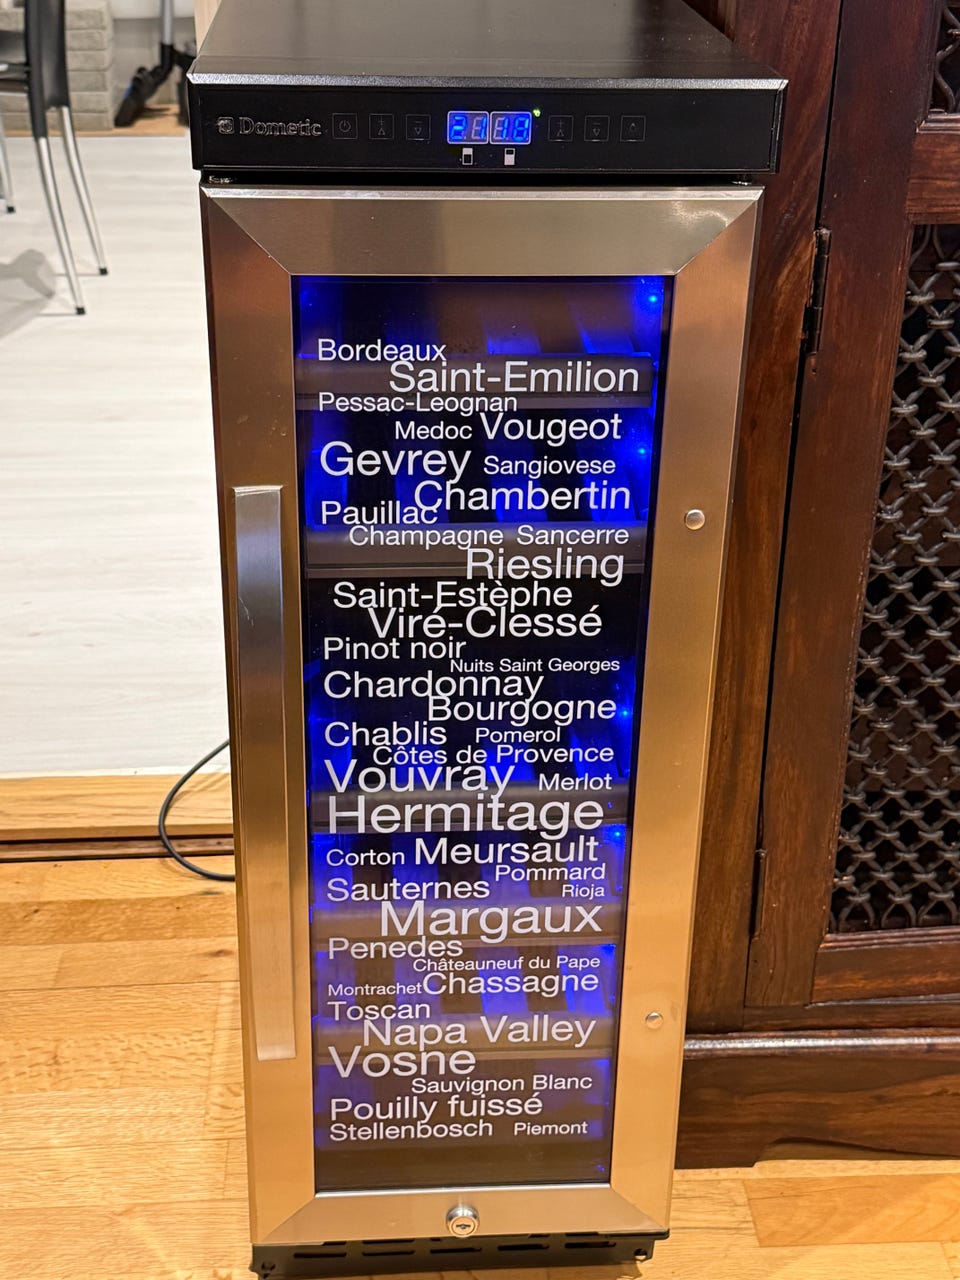 Dometic 21 18
Bordeaux
Saint-Emilion
Pessac-Leognan
Medoc Vougeot
Gevrey Sangiovese
Chambertin
Pauillac
Champagne Sancerre
Riesling
Saint-Estèphe
Viré-Clessé
Pinot noir
Nuits Saint Georges
Chardonnay
Bourgogne
Chablis Pomerol
Côtes de Provence
Vouvray Merlot
Hermitage
Corton Meursault
Pommard
Sauternes Rioja
Margaux
Penedes
Châteauneuf du Pape
Montrachet Chassagne
Toscan
Napa Valley
Vosne
Sauvignon Blanc
Pouilly fuissé
Stellenbosch Piemont